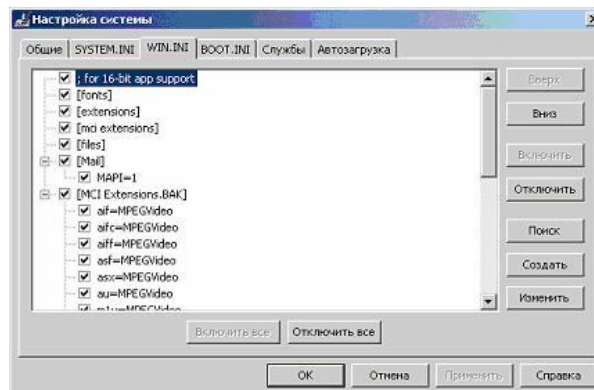 Настройка системы
Общие SYSTEM.INI WIN.INI BOOT.INI Службы Автозагрузка
; for 16-bit app support
[fonts]
[extensions]
[mci extensions]
[files]
[Mail]
MAPI=1
[MCI Extensions.BAK]
aif=MPEGVideo
aifc=MPEGVideo
aiff=MPEGVideo
asf=MPEGVideo
asx=MPEGVideo
au=MPEGVideo
m1v=MPEGVideo
Вверх
Вниз
Включить
Отключить
Поиск
Создать
Изменить
Включить все Отключить все
OK Отмена Применить Справка